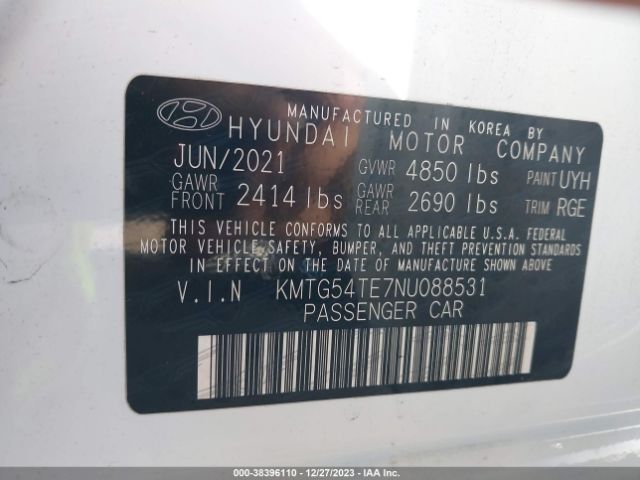 MANUFACTURED IN KOREA BY
HYUNDAI MOTOR COMPANY
JUN/2021 GVWR 4850 lbs PAINT UYH
GAWR FRONT 2414 lbs GAWR REAR 2690 lbs TRIM RGE
THIS VEHICLE CONFORMS TO ALL APPLICABLE U.S.A. FEDERAL
MOTOR VEHICLE SAFETY, BUMPER, AND THEFT PREVENTION STANDARDS
IN EFFECT ON THE DATE OF MANUFACTURE SHOWN ABOVE
V.I.N KMTG54TE7NU088531
PASSENGER CAR
000-38396110 - 12/27/2023 - IAA Inc.